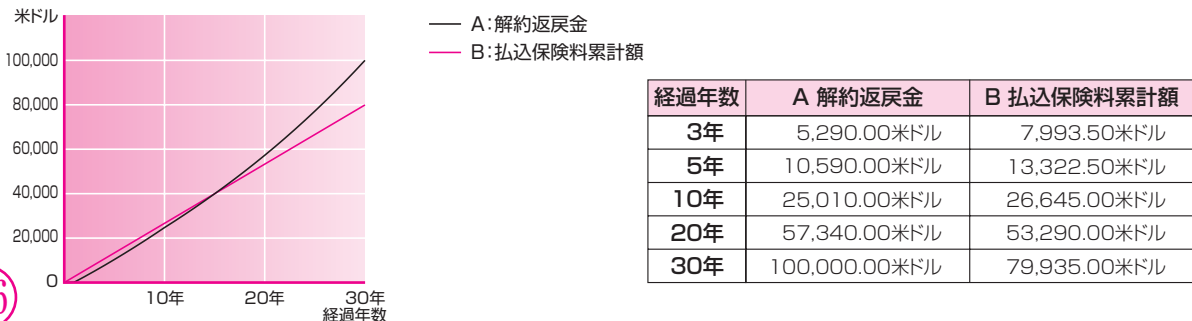 米ドル
100,000
80,000
60,000
40,000
20,000
0
10年 20年 30年
経過年数
A:解約返戻金
B:払込保険料累計額
経過年数 A 解約返戻金 B 払込保険料累計額
3年 5,290.00米ドル 7,993.50米ドル
5年 10,590.00米ドル 13,322.50米ドル
10年 25,010.00米ドル 26,645.00米ドル
20年 57,340.00米ドル 53,290.00米ドル
30年 100,000.00米ドル 79,935.00米ドル